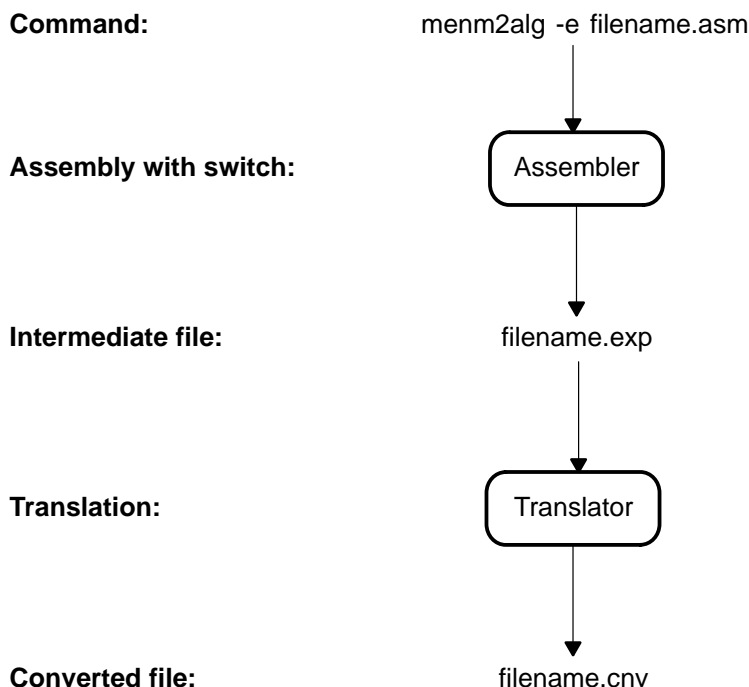 Command: menm2alg -e filename.asm
Assembly with switch: Assembler
Intermediate file: filename.exp
Translation: Translator
Converted file: filename.cnv